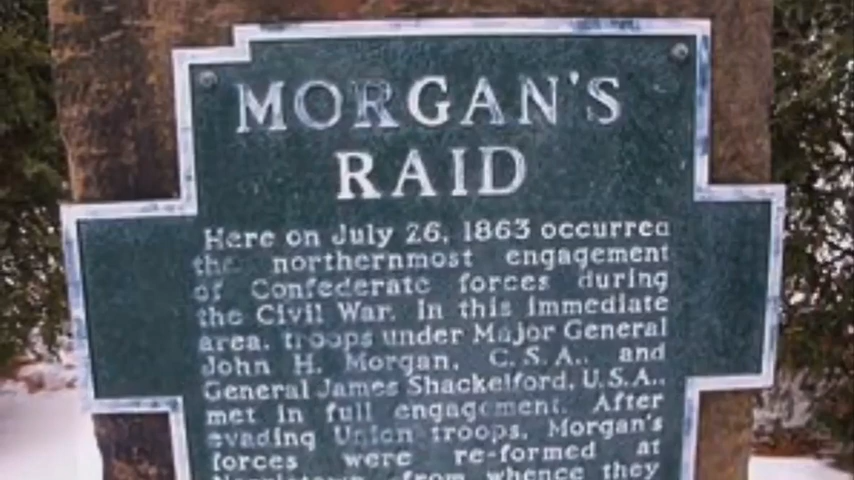 MORGAN'S
RAID
Here on July 26, 1863 occurred
the northernmost engagement
of Confederate forces during
the Civil War. In this immediate
area, troops under Major General
John H. Morgan, C.S.A., and
General James Shackelford, U.S.A.,
met in full engagement. After
evading Union troops, Morgan's
forces were re-formed at
from whence they